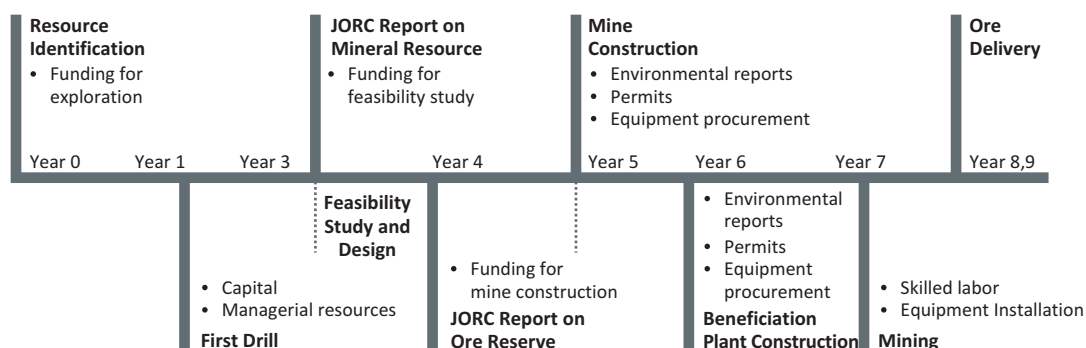 Resource
Identification
• Funding for
exploration
JORC Report on
Mineral Resource
• Funding for
feasibility study
Mine
Construction
• Environmental reports
• Permits
• Equipment procurement
Ore
Delivery
Year 0
Year 1
Year 3
Year 4
Year 5
Year 6
Year 7
Year 8,9
• Capital
• Managerial resources
First Drill
Feasibility
Study and
Design
• Funding for
mine construction
JORC Report on
Ore Reserve
• Environmental
reports
• Permits
• Equipment
procurement
Beneficiation
Plant Construction
• Skilled labor
• Equipment Installation
Mining